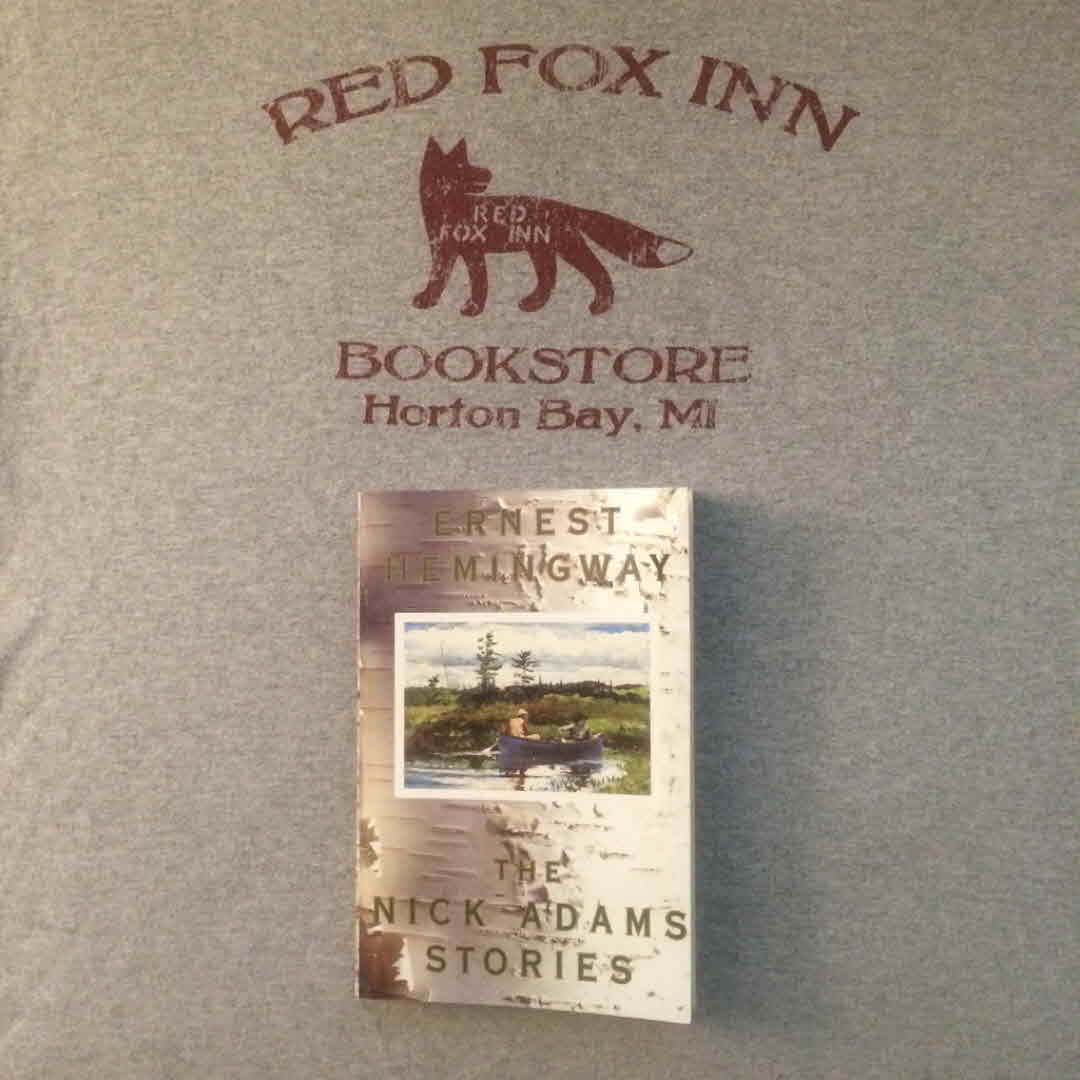 RED FOX INN
RED
FOX INN
BOOKSTORE
Horton Bay, MI
ERNEST
HEMINGWAY
THE
NICK ADAMS
STORIES